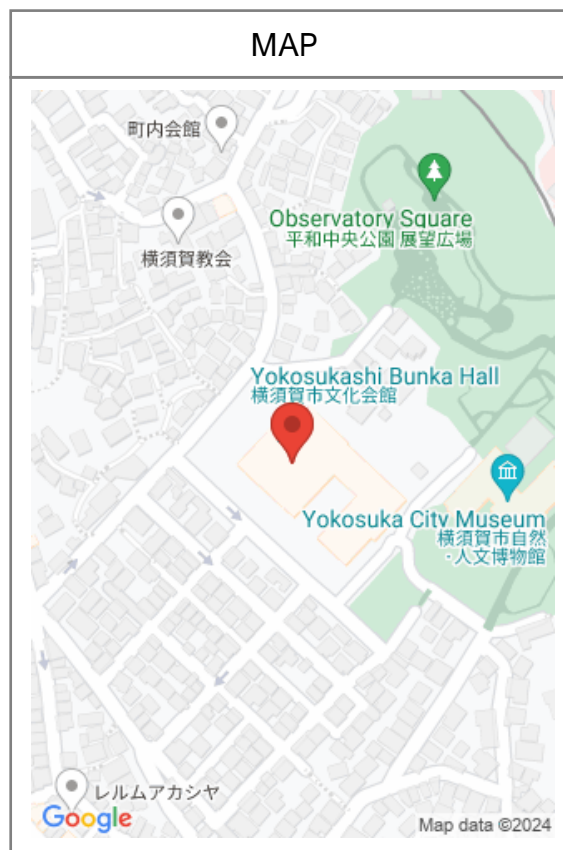 MAP
町内会館
Observatory Square
平和中央公園 展望広場
横須賀教会
Yokosukashi Bunka Hall
横須賀市文化会館
Yokosuka City Museum
横須賀市自然
・人文博物館
レルムアカシヤ
Google
Map data ©2024